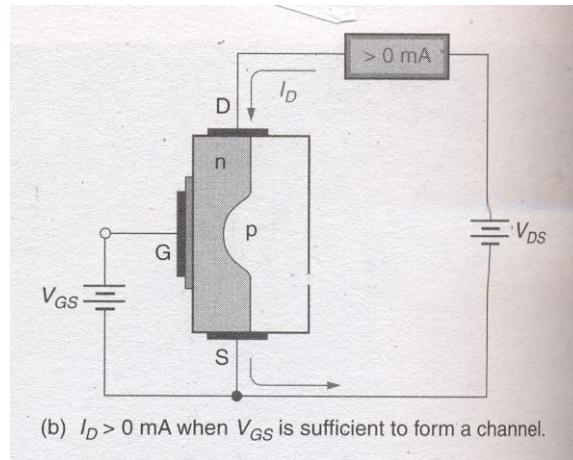 > 0 mA
I_D
D
n
p
G
V_DS
V_GS
S
(b) I_D > 0 mA when V_GS is sufficient to form a channel.